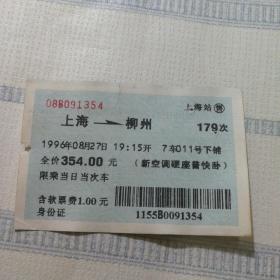 08B091354 上海站售
上海 柳州 179次
1996年08月27日 19:15开 7车011号下铺
全价354.00元 (新空调硬座普快卧)
限乘当日当次车
含软票费1.00元
身份证 1155B0091354